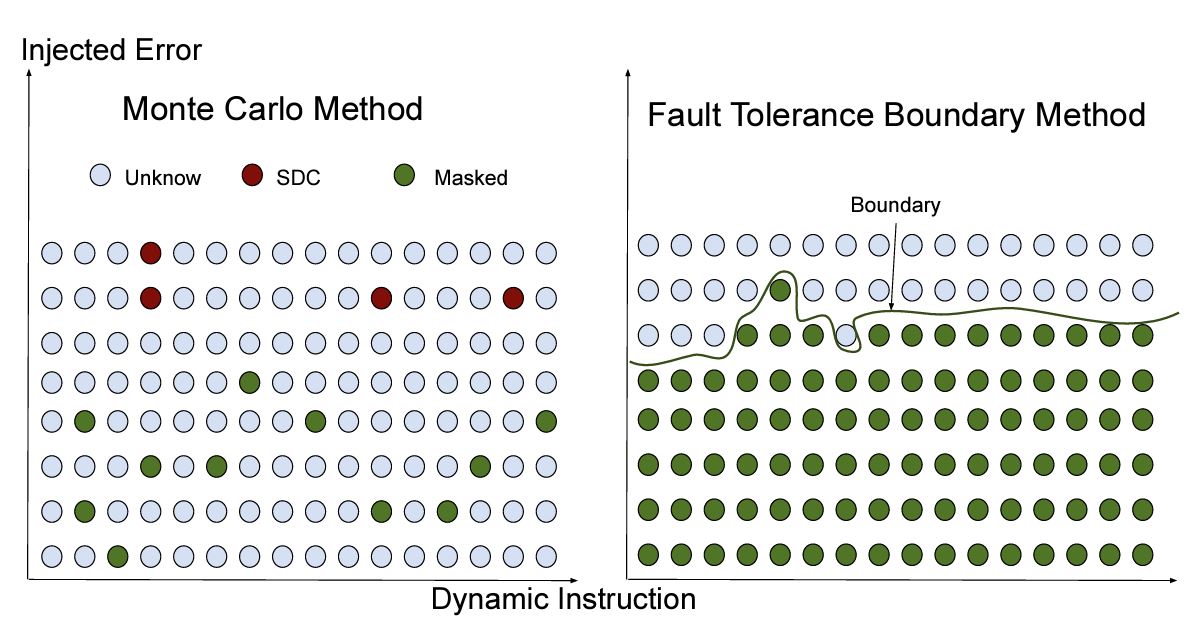 Injected Error
Monte Carlo Method
Fault Tolerance Boundary Method
Unknow
SDC
Masked
Boundary
Dynamic Instruction